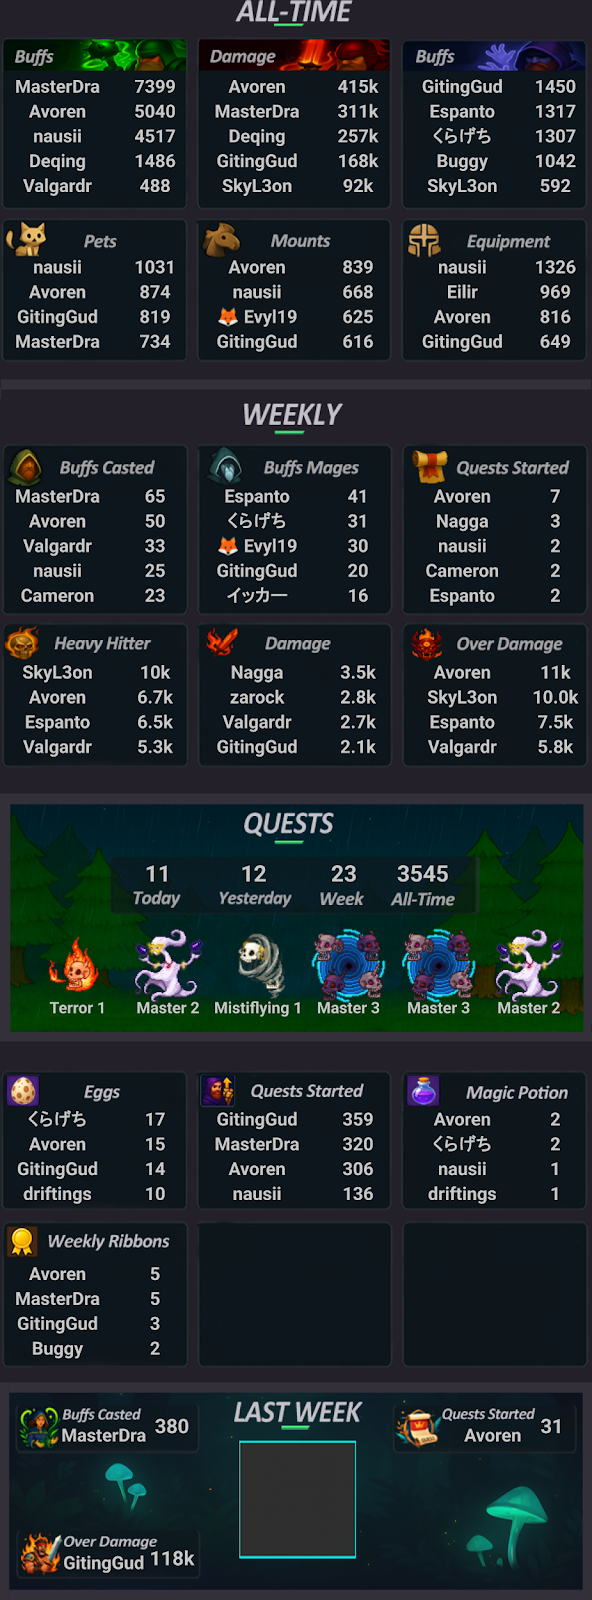 ALL-TIME
Buffs
MasterDra 7399
Avoren 5040
nausii 4517
Deqing 1486
Valgardr 488
Damage
Avoren 415k
MasterDra 311k
Deqing 257k
GitingGud 168k
SkyL3on 92k
Buffs
GitingGud 1450
Espanto 1317
くらげち 1307
Buggy 1042
SkyL3on 592
Pets
nausii 1031
Avoren 874
GitingGud 819
MasterDra 734
Mounts
Avoren 839
nausii 668
🦊 Evyl19 625
GitingGud 616
Equipment
nausii 1326
Eilir 969
Avoren 816
GitingGud 649
WEEKLY
Buffs Casted
MasterDra 65
Avoren 50
Valgardr 33
nausii 25
Cameron 23
Buffs Mages
Espanto 41
くらげち 31
🦊 Evyl19 30
GitingGud 20
イッカー 16
Quests Started
Avoren 7
Nagga 3
nausii 2
Cameron 2
Espanto 2
Heavy Hitter
SkyL3on 10k
Avoren 6.7k
Espanto 6.5k
Valgardr 5.3k
Damage
Nagga 3.5k
zarock 2.8k
Valgardr 2.7k
GitingGud 2.1k
Over Damage
Avoren 11k
SkyL3on 10.0k
Espanto 7.5k
Valgardr 5.8k
QUESTS
11 12 23 3545
Today Yesterday Week All-Time
Terror 1 Master 2 Mistiflying 1 Master 3 Master 3 Master 2
Eggs
くらげち 17
Avoren 15
GitingGud 14
driftings 10
Quests Started
GitingGud 359
MasterDra 320
Avoren 306
nausii 136
Magic Potion
Avoren 2
くらげち 2
nausii 1
driftings 1
Weekly Ribbons
Avoren 5
MasterDra 5
GitingGud 3
Buggy 2
LAST WEEK
Buffs Casted
MasterDra 380
Quests Started
Avoren 31
Over Damage
GitingGud 118k